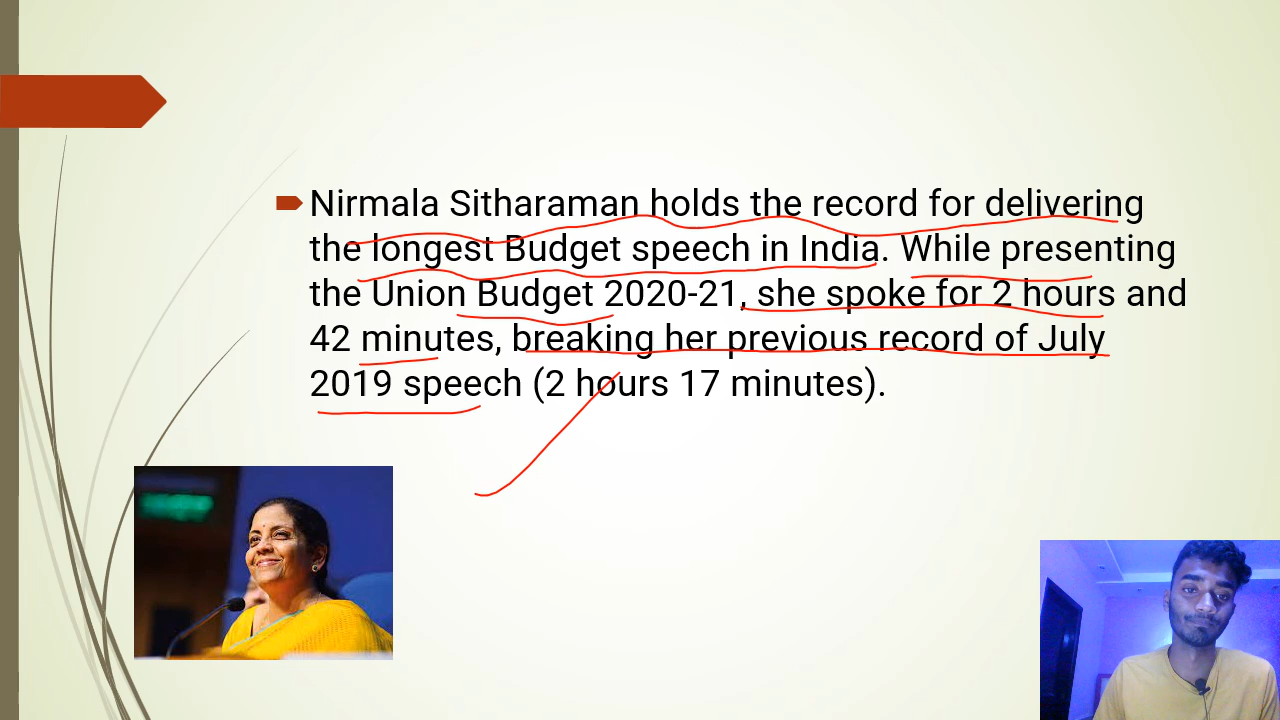 Nirmala Sitharaman holds the record for delivering
the longest Budget speech in India. While presenting
the Union Budget 2020-21, she spoke for 2 hours and
42 minutes, breaking her previous record of July
2019 speech (2 hours 17 minutes).